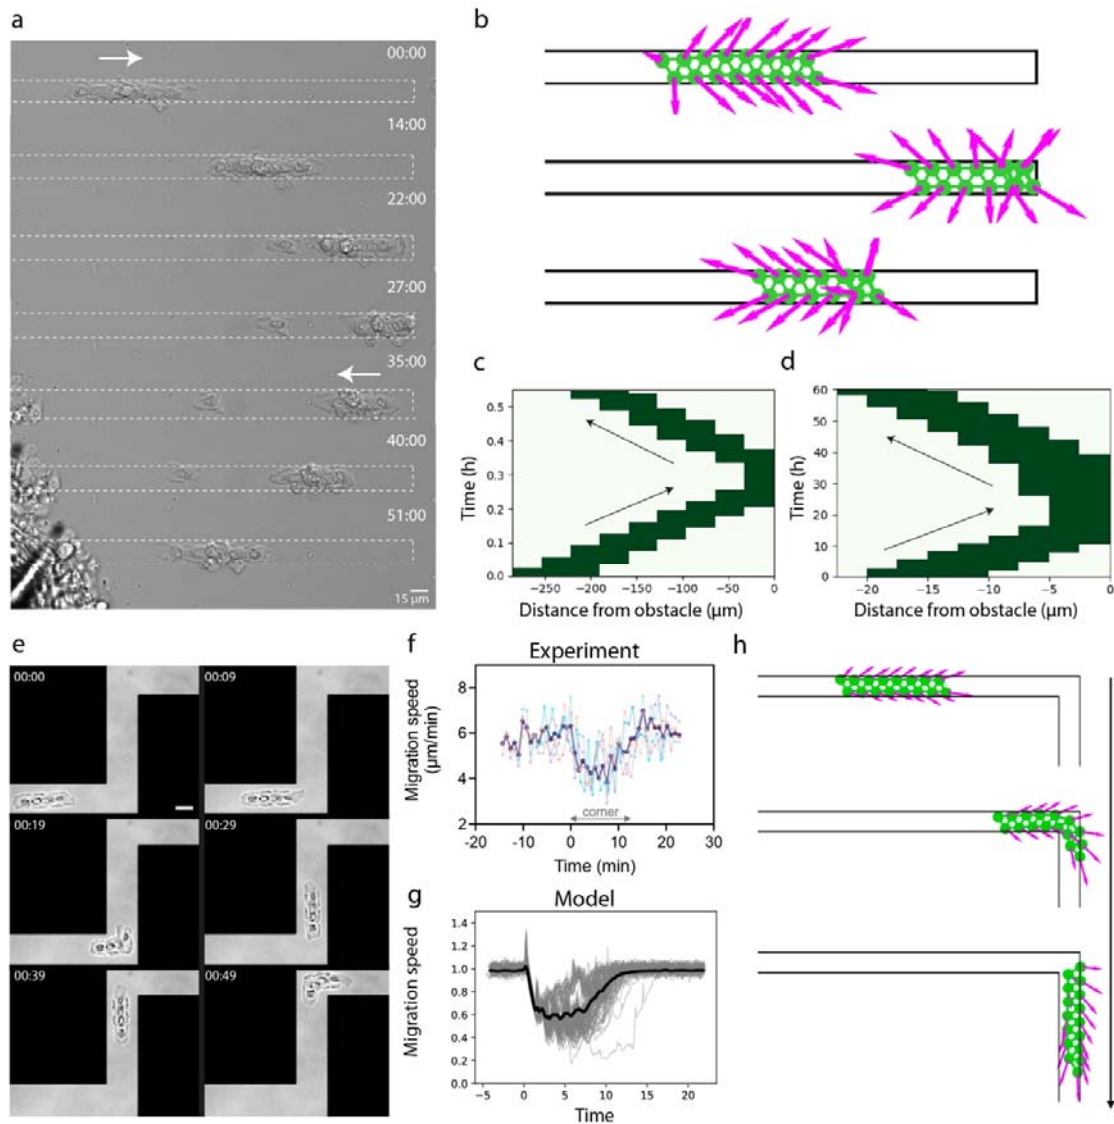 a
00:00
14:00
22:00
27:00
35:00
40:00
51:00
15 μm
b
c
Time (h)
0.5
0.4
0.3
0.2
0.1
0.0
−250 −200 −150 −100 −50 0
Distance from obstacle (μm)
d
Time (h)
60
50
40
30
20
10
0
−20 −15 −10 −5 0
Distance from obstacle (μm)
e
00:00
00:09
00:19
00:29
00:39
00:49
f
Experiment
Migration speed
(μm/min)
8
6
4
2
corner
-20 -10 0 10 20 30
Time (min)
g
Model
Migration speed
1.4
1.2
1.0
0.8
0.6
0.4
0.2
0.0
−5 0 5 10 15 20
Time
h